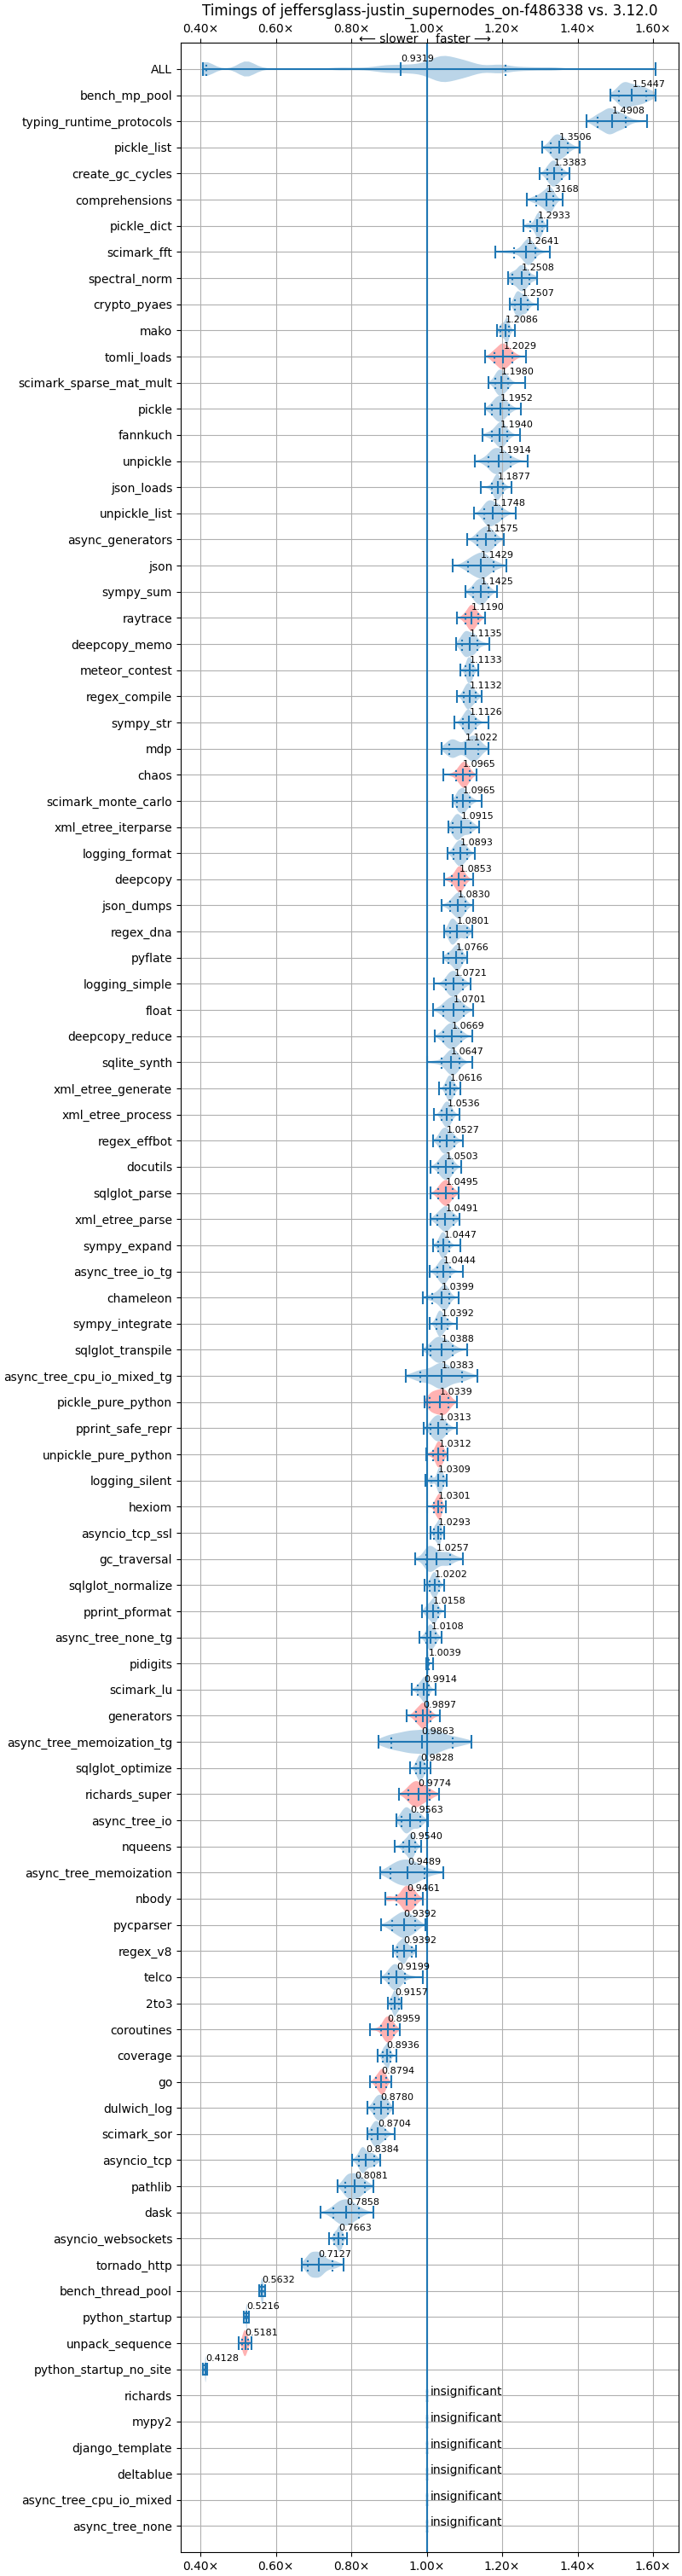 Timings of jeffersglass-justin_supernodes_on-f486338 vs. 3.12.0
0.40× 0.60× 0.80× 1.00× 1.20× 1.40× 1.60×
⟵ slower faster ⟶
ALL 0.9319
bench_mp_pool 1.5447
typing_runtime_protocols 1.4908
pickle_list 1.3506
create_gc_cycles 1.3383
comprehensions 1.3168
pickle_dict 1.2933
scimark_fft 1.2641
spectral_norm 1.2508
crypto_pyaes 1.2507
mako 1.2086
tomli_loads 1.2029
scimark_sparse_mat_mult 1.1980
pickle 1.1952
fannkuch 1.1940
unpickle 1.1914
json_loads 1.1877
unpickle_list 1.1748
async_generators 1.1575
json 1.1429
sympy_sum 1.1425
raytrace 1.1190
deepcopy_memo 1.1135
meteor_contest 1.1133
regex_compile 1.1132
sympy_str 1.1126
mdp 1.1022
chaos 1.0965
scimark_monte_carlo 1.0965
xml_etree_iterparse 1.0915
logging_format 1.0893
deepcopy 1.0853
json_dumps 1.0830
regex_dna 1.0801
pyflate 1.0766
logging_simple 1.0721
float 1.0701
deepcopy_reduce 1.0669
sqlite_synth 1.0647
xml_etree_generate 1.0616
xml_etree_process 1.0536
regex_effbot 1.0527
docutils 1.0503
sqlglot_parse 1.0495
xml_etree_parse 1.0491
sympy_expand 1.0447
async_tree_io_tg 1.0444
chameleon 1.0399
sympy_integrate 1.0392
sqlglot_transpile 1.0388
async_tree_cpu_io_mixed_tg 1.0383
pickle_pure_python 1.0339
pprint_safe_repr 1.0313
unpickle_pure_python 1.0312
logging_silent 1.0309
hexiom 1.0301
asyncio_tcp_ssl 1.0293
gc_traversal 1.0257
sqlglot_normalize 1.0202
pprint_pformat 1.0158
async_tree_none_tg 1.0108
pidigits 1.0039
scimark_lu 0.9914
generators 0.9897
async_tree_memoization_tg 0.9863
sqlglot_optimize 0.9828
richards_super 0.9774
async_tree_io 0.9563
nqueens 0.9540
async_tree_memoization 0.9489
nbody 0.9461
pycparser 0.9392
regex_v8 0.9392
telco 0.9199
2to3 0.9157
coroutines 0.8959
coverage 0.8936
go 0.8794
dulwich_log 0.8780
scimark_sor 0.8704
asyncio_tcp 0.8384
pathlib 0.8081
dask 0.7858
asyncio_websockets 0.7663
tornado_http 0.7127
bench_thread_pool 0.5632
python_startup 0.5216
unpack_sequence 0.5181
python_startup_no_site 0.4128
richards insignificant
mypy2 insignificant
django_template insignificant
deltablue insignificant
async_tree_cpu_io_mixed insignificant
async_tree_none insignificant
0.40× 0.60× 0.80× 1.00× 1.20× 1.40× 1.60×